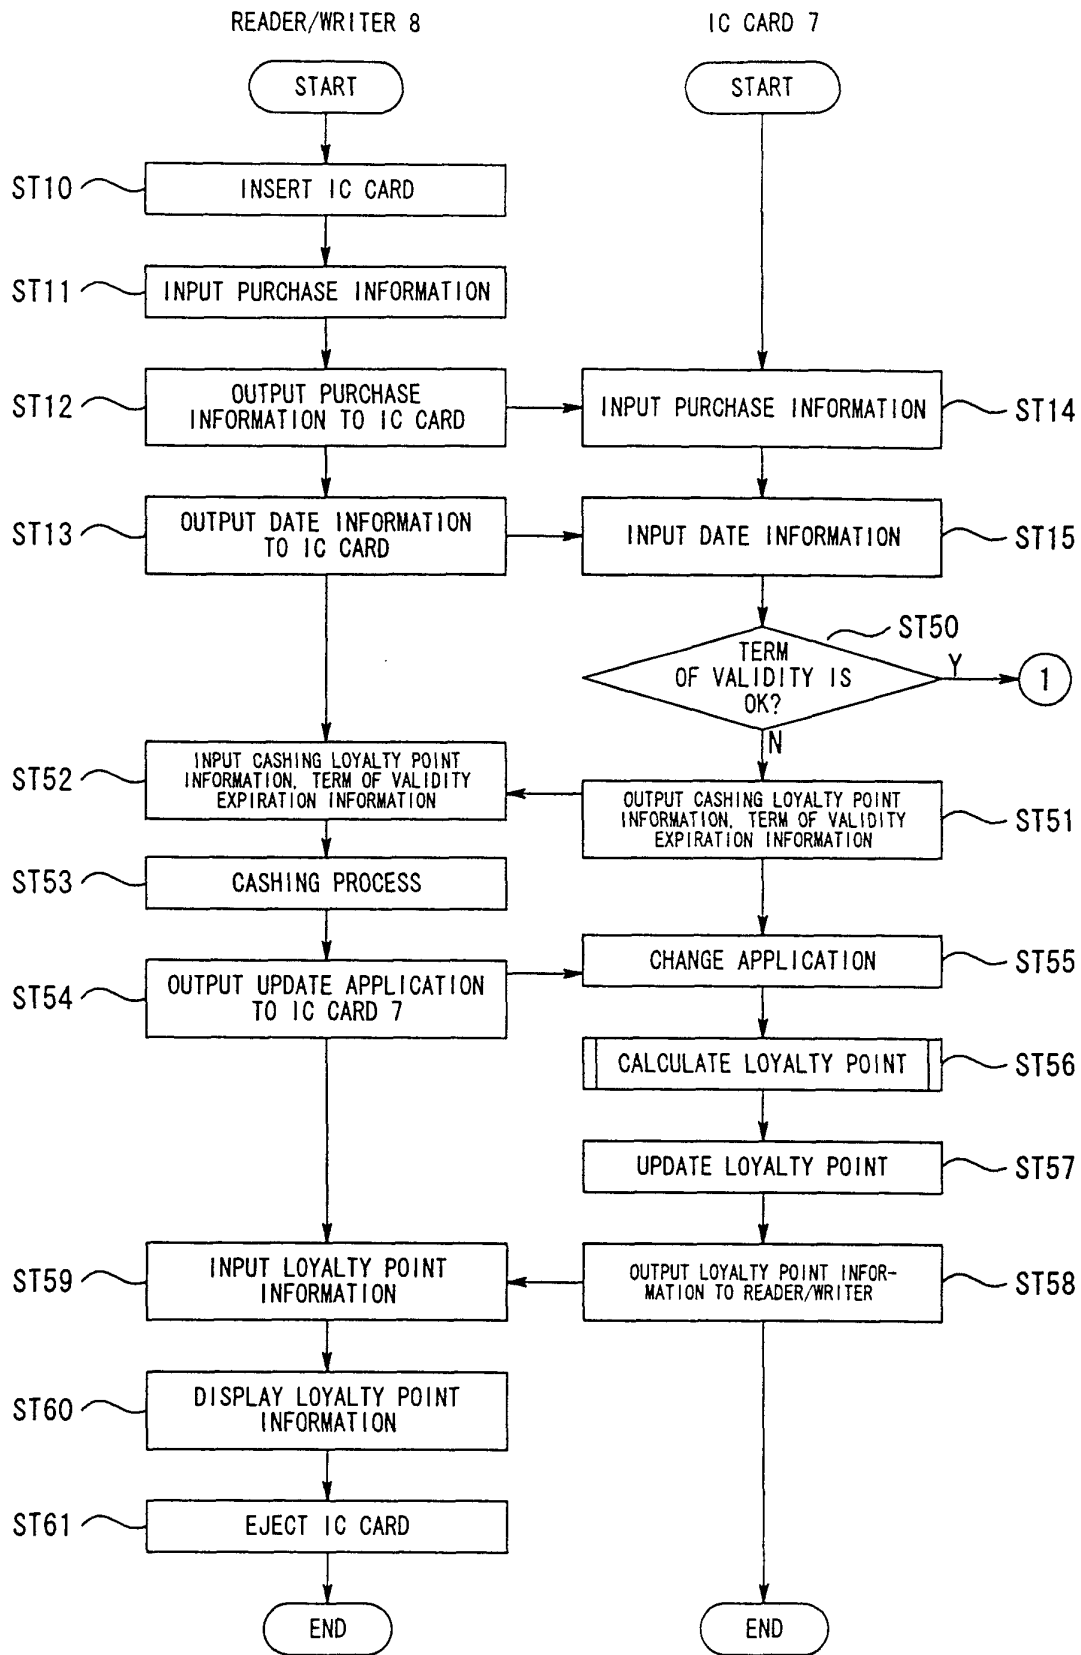 READER/WRITER 8
IC CARD 7
START
START
ST10
INSERT IC CARD
ST11
INPUT PURCHASE INFORMATION
ST12
OUTPUT PURCHASE
INFORMATION TO IC CARD
INPUT PURCHASE INFORMATION
ST14
ST13
OUTPUT DATE INFORMATION
TO IC CARD
INPUT DATE INFORMATION
ST15
ST50
TERM
OF VALIDITY IS
OK?
Y
1
N
ST52
INPUT CASHING LOYALTY POINT
INFORMATION, TERM OF VALIDITY
EXPIRATION INFORMATION
OUTPUT CASHING LOYALTY POINT
INFORMATION, TERM OF VALIDITY
EXPIRATION INFORMATION
ST51
ST53
CASHING PROCESS
ST54
OUTPUT UPDATE APPLICATION
TO IC CARD 7
CHANGE APPLICATION
ST55
CALCULATE LOYALTY POINT
ST56
UPDATE LOYALTY POINT
ST57
ST59
INPUT LOYALTY POINT
INFORMATION
OUTPUT LOYALTY POINT INFOR-
MATION TO READER/WRITER
ST58
ST60
DISPLAY LOYALTY POINT
INFORMATION
ST61
EJECT IC CARD
END
END